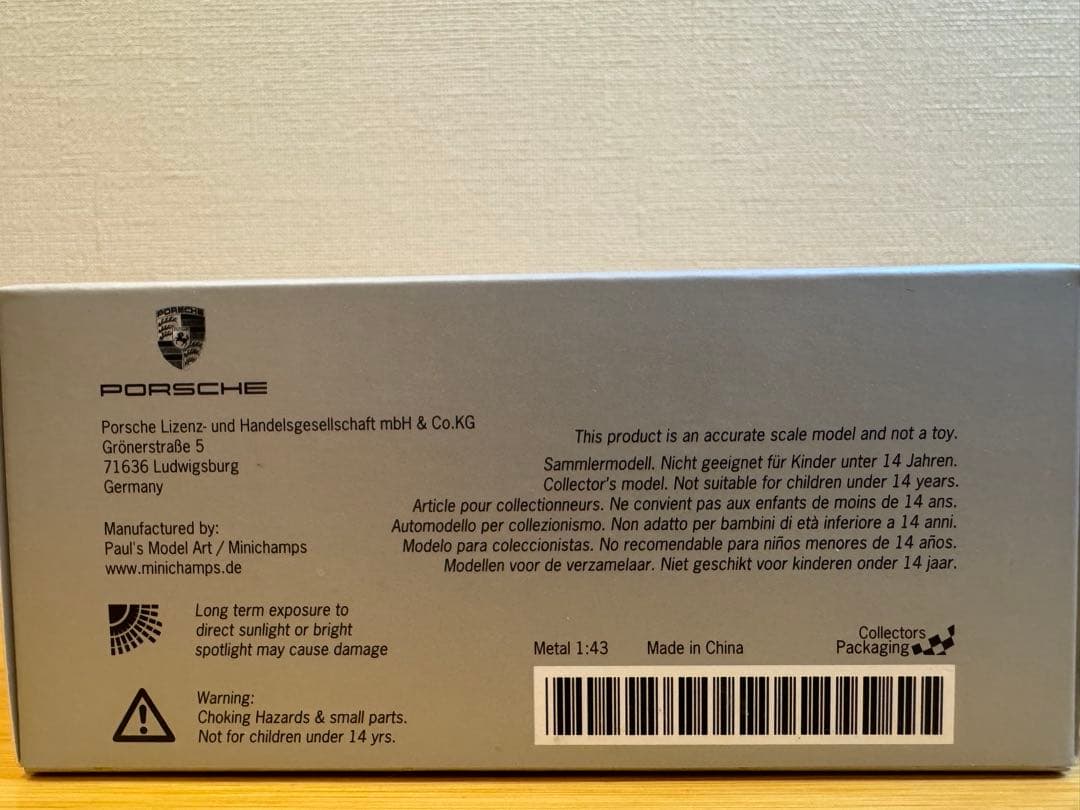 PORSCHE
PORSCHE
Porsche Lizenz- und Handelsgesellschaft mbH & Co.KG
Grönerstraße 5
71636 Ludwigsburg
Germany
Manufactured by:
Paul's Model Art / Minichamps
www.minichamps.de
Long term exposure to
direct sunlight or bright
spotlight may cause damage
Warning:
Choking Hazards & small parts.
Not for children under 14 yrs.
This product is an accurate scale model and not a toy.
Sammlermodell. Nicht geeignet für Kinder unter 14 Jahren.
Collector's model. Not suitable for children under 14 years.
Article pour collectionneurs. Ne convient pas aux enfants de moins de 14 ans.
Automodello per collezionismo. Non adatto per bambini di età inferiore a 14 anni.
Modelo para coleccionistas. No recomendable para niños menores de 14 años.
Modellen voor de verzamelaar. Niet geschikt voor kinderen onder 14 jaar.
Metal 1:43 Made in China
Collectors
Packaging